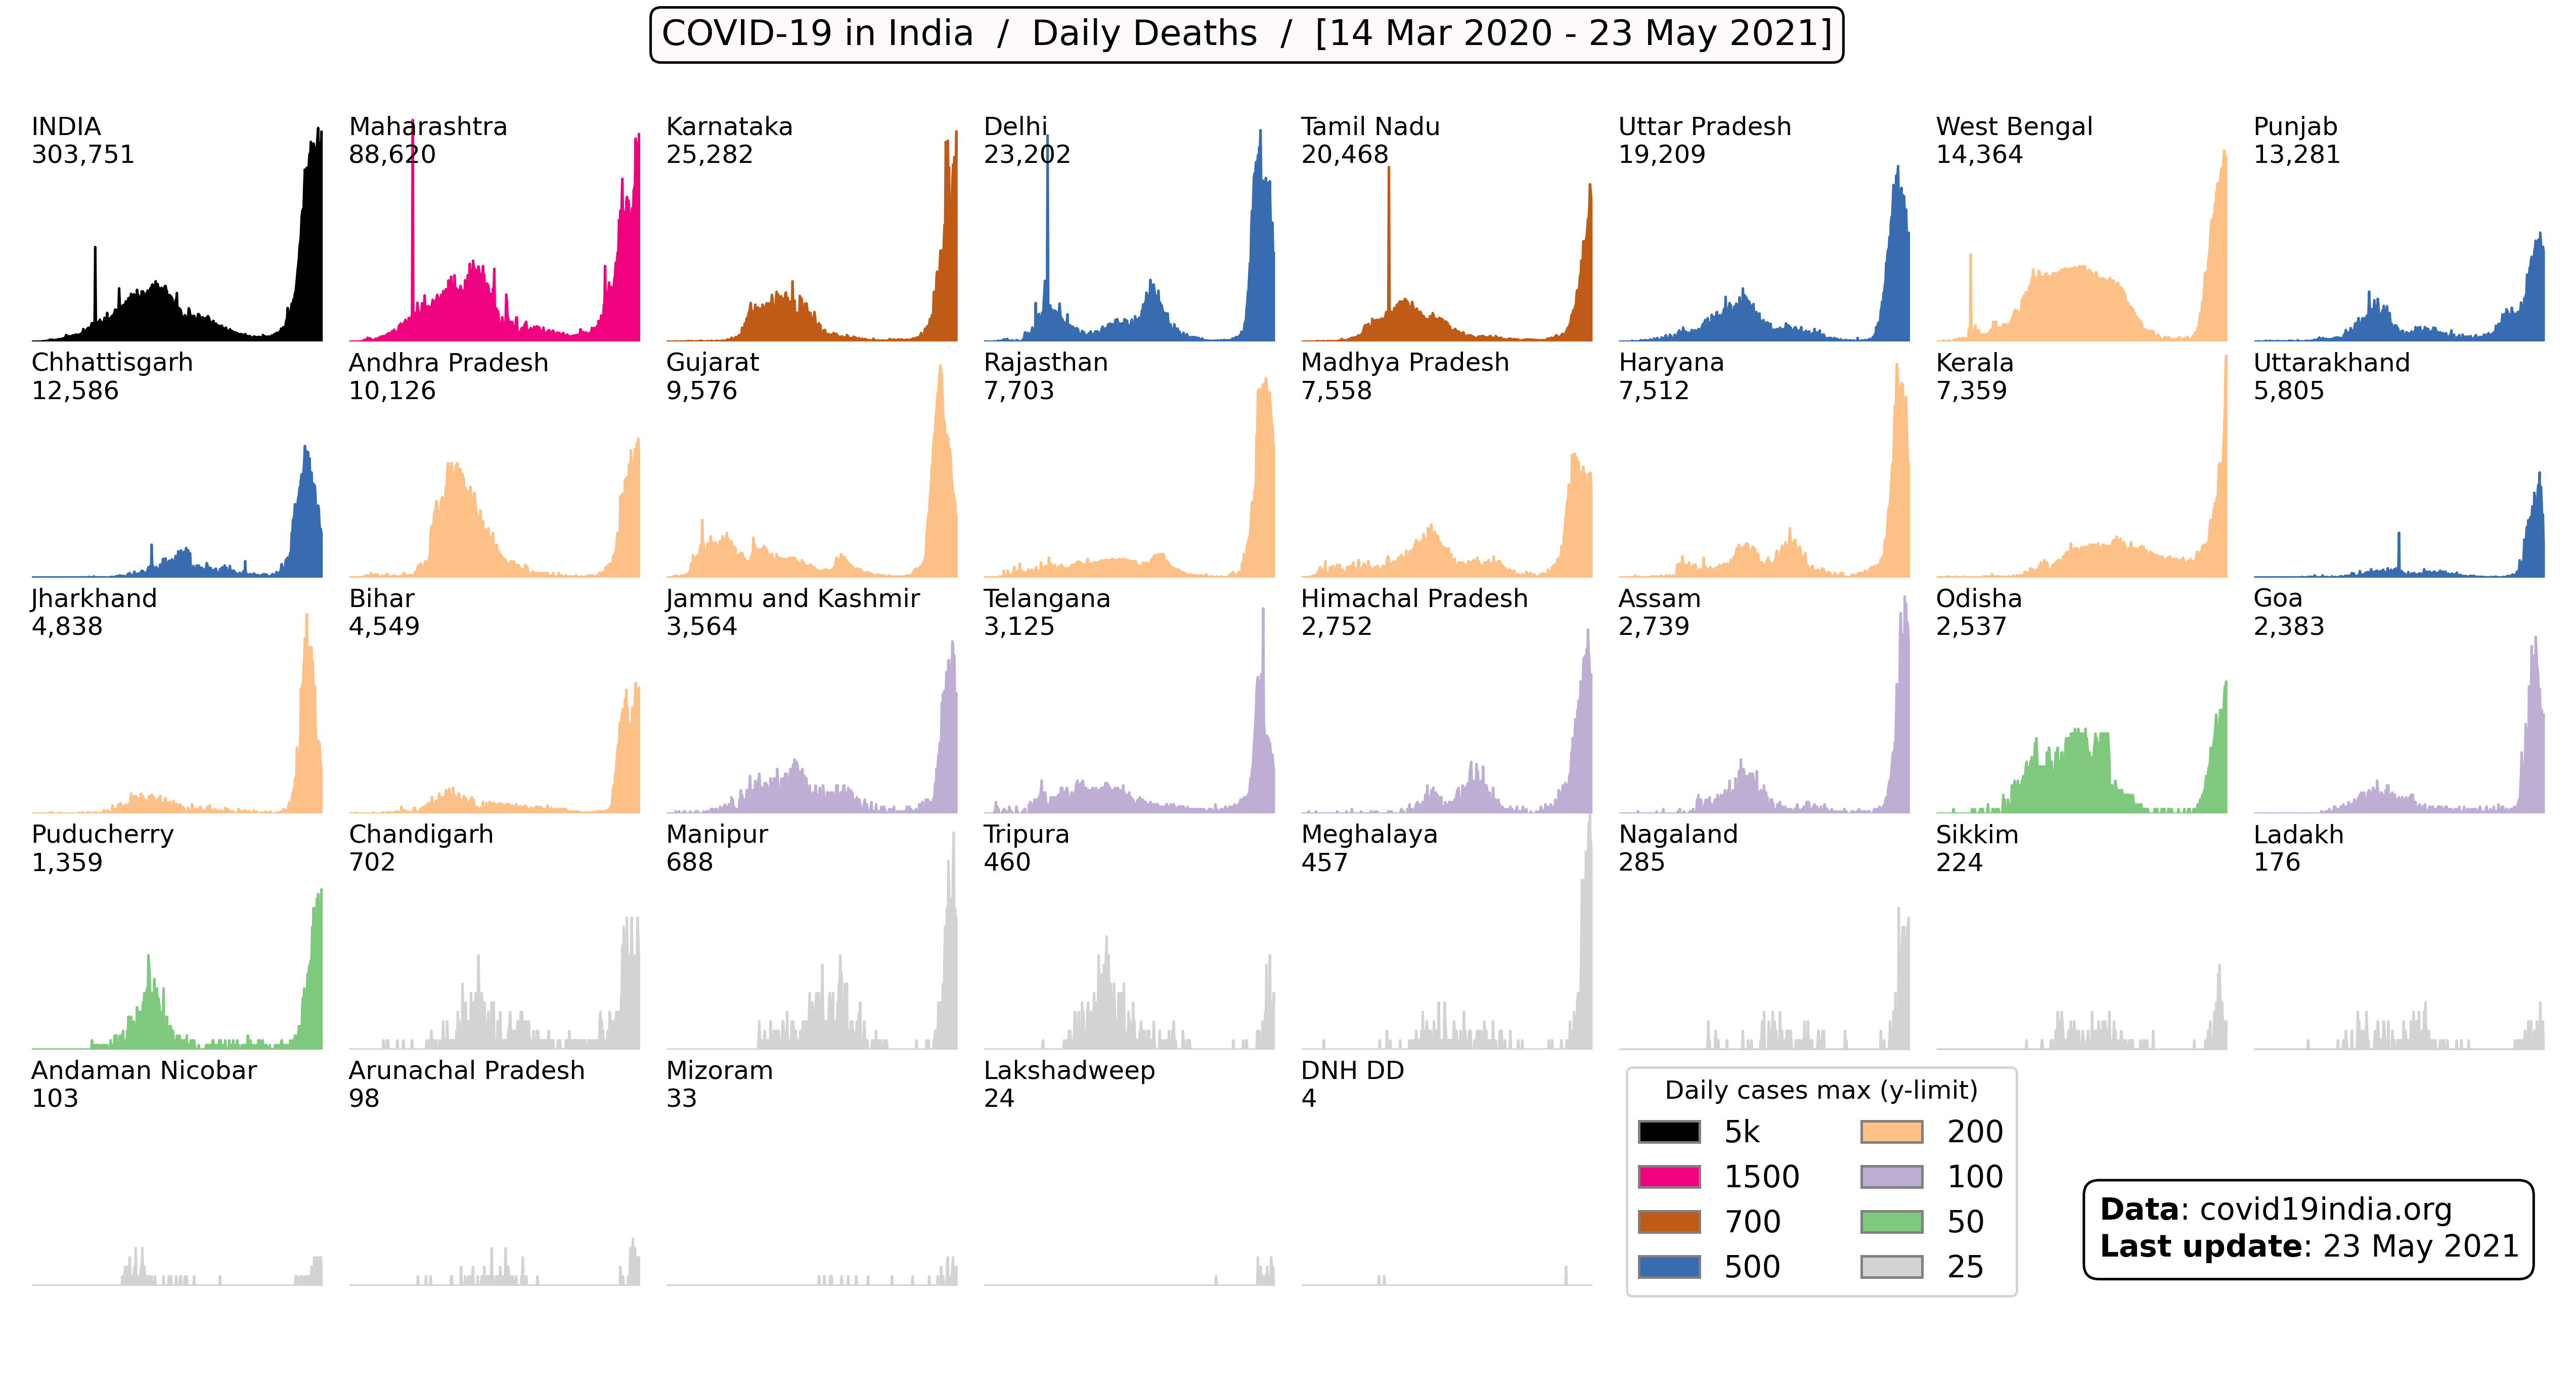 COVID-19 in India / Daily Deaths / [14 Mar 2020 - 23 May 2021]
INDIA
303,751
Maharashtra
88,620
Karnataka
25,282
Delhi
23,202
Tamil Nadu
20,468
Uttar Pradesh
19,209
West Bengal
14,364
Punjab
13,281
Chhattisgarh
12,586
Andhra Pradesh
10,126
Gujarat
9,576
Rajasthan
7,703
Madhya Pradesh
7,558
Haryana
7,512
Kerala
7,359
Uttarakhand
5,805
Jharkhand
4,838
Bihar
4,549
Jammu and Kashmir
3,564
Telangana
3,125
Himachal Pradesh
2,752
Assam
2,739
Odisha
2,537
Goa
2,383
Puducherry
1,359
Chandigarh
702
Manipur
688
Tripura
460
Meghalaya
457
Nagaland
285
Sikkim
224
Ladakh
176
Andaman Nicobar
103
Arunachal Pradesh
98
Mizoram
33
Lakshadweep
24
DNH DD
4
Daily cases max (y-limit)
5k
1500
700
500
200
100
50
25
Data: covid19india.org
Last update: 23 May 2021